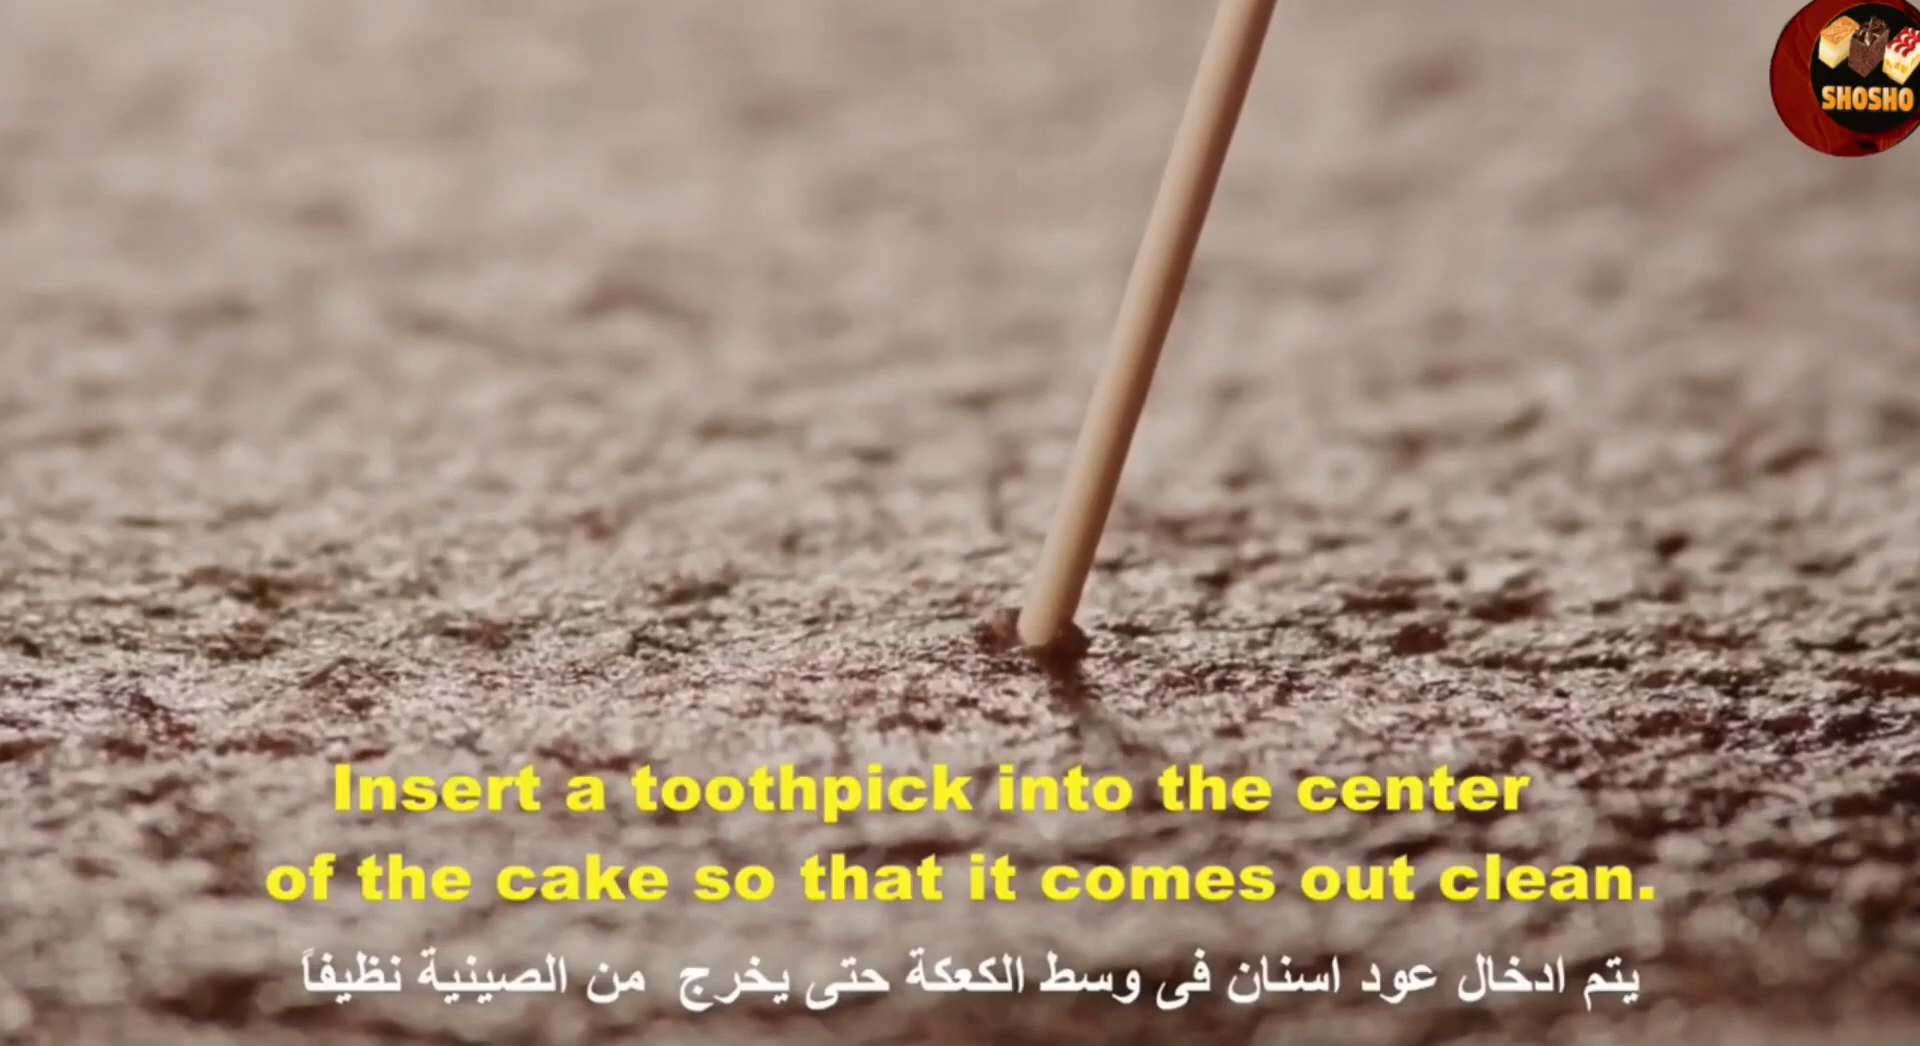 SHOSHO
Insert a toothpick into the center
of the cake so that it comes out clean.
يتم ادخال عود اسنان فى وسط الكعكة حتى يخرج من الصينية نظيفاً